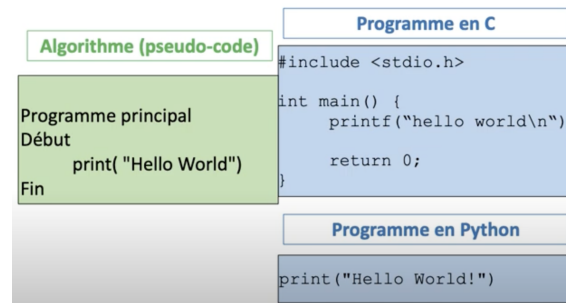 Algorithme (pseudo-code)
Programme principal
Début
print( "Hello World")
Fin
Programme en C
#include <stdio.h>
int main() {
printf(“hello world\n“)
return 0;
}
Programme en Python
print("Hello World!")